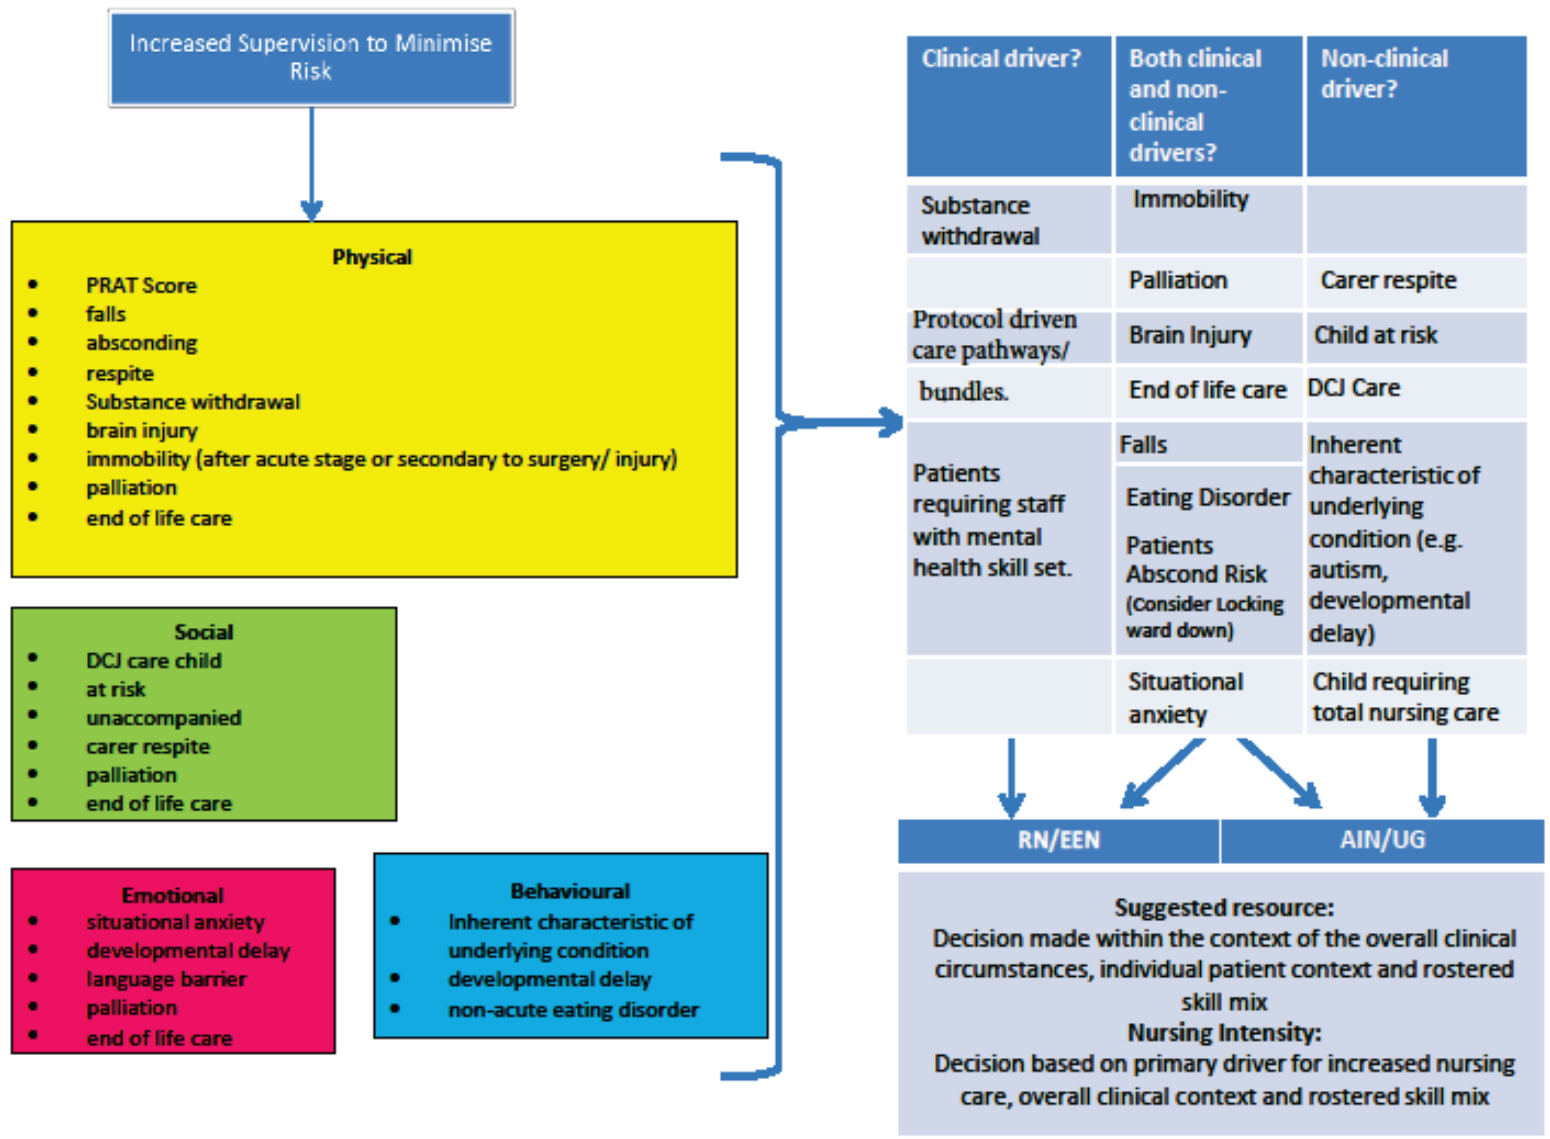 Increased Supervision to Minimise
Risk
Physical
• PRAT Score
• falls
• absconding
• respite
• Substance withdrawal
• brain injury
• immobility (after acute stage or secondary to surgery/ injury)
• palliation
• end of life care
Social
• DCJ care child
• at risk
• unaccompanied
• carer respite
• palliation
• end of life care
Emotional
• situational anxiety
• developmental delay
• language barrier
• palliation
• end of life care
Behavioural
• Inherent characteristic of
underlying condition
• developmental delay
• non-acute eating disorder
Clinical driver?
Both clinical
and non-
clinical
drivers?
Non-clinical
driver?
Substance
withdrawal
Immobility
Palliation
Carer respite
Protocol driven
care pathways/
Brain Injury
Child at risk
bundles.
End of life care
DCJ Care
Patients
requiring staff
with mental
health skill set.
Falls
Eating Disorder
Patients
Abscond Risk
(Consider Locking
ward down)
Inherent
characteristic of
underlying
condition (e.g.
autism,
developmental
delay)
Situational
anxiety
Child requiring
total nursing care
RN/EEN
AIN/UG
Suggested resource:
Decision made within the context of the overall clinical
circumstances, individual patient context and rostered
skill mix
Nursing Intensity:
Decision based on primary driver for increased nursing
care, overall clinical context and rostered skill mix